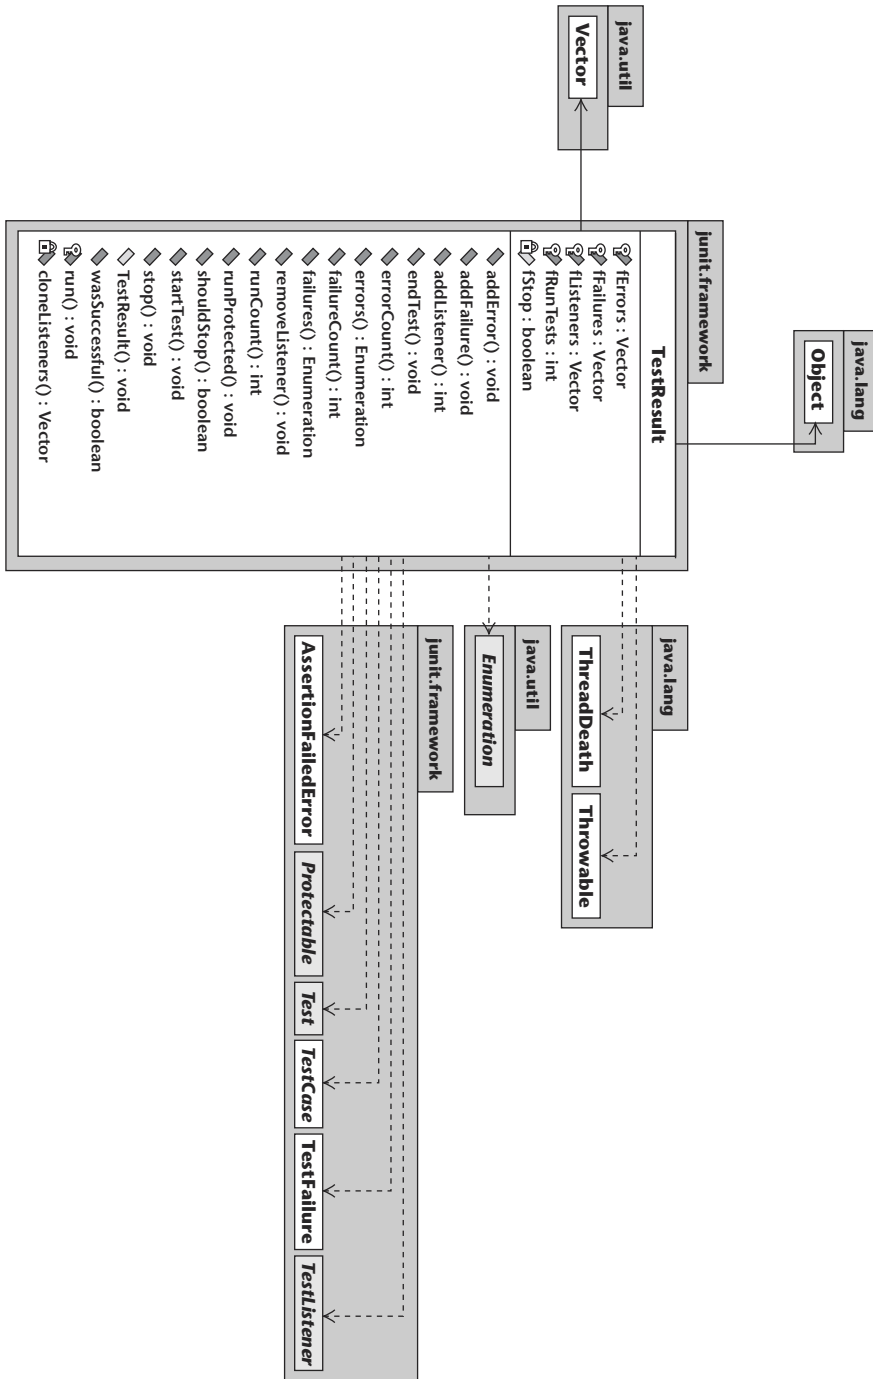 java.lang
Object
java.util
Vector
junit.framework
TestResult
fErrors : Vector
fFailures : Vector
fListeners : Vector
fRunTests : int
fStop : boolean
addError() : void
addFailure() : void
addListener() : int
endTest() : void
errorCount() : int
errors() : Enumeration
failureCount() : int
failures() : Enumeration
removeListener() : void
runCount() : int
runProtected() : void
shouldStop() : boolean
startTest() : void
stop() : void
TestResult() : void
wasSuccessful() : boolean
run() : void
cloneListeners() : Vector
java.lang
ThreadDeath
Throwable
java.util
Enumeration
junit.framework
AssertionFailedError
Protectable
Test
TestCase
TestFailure
TestListener